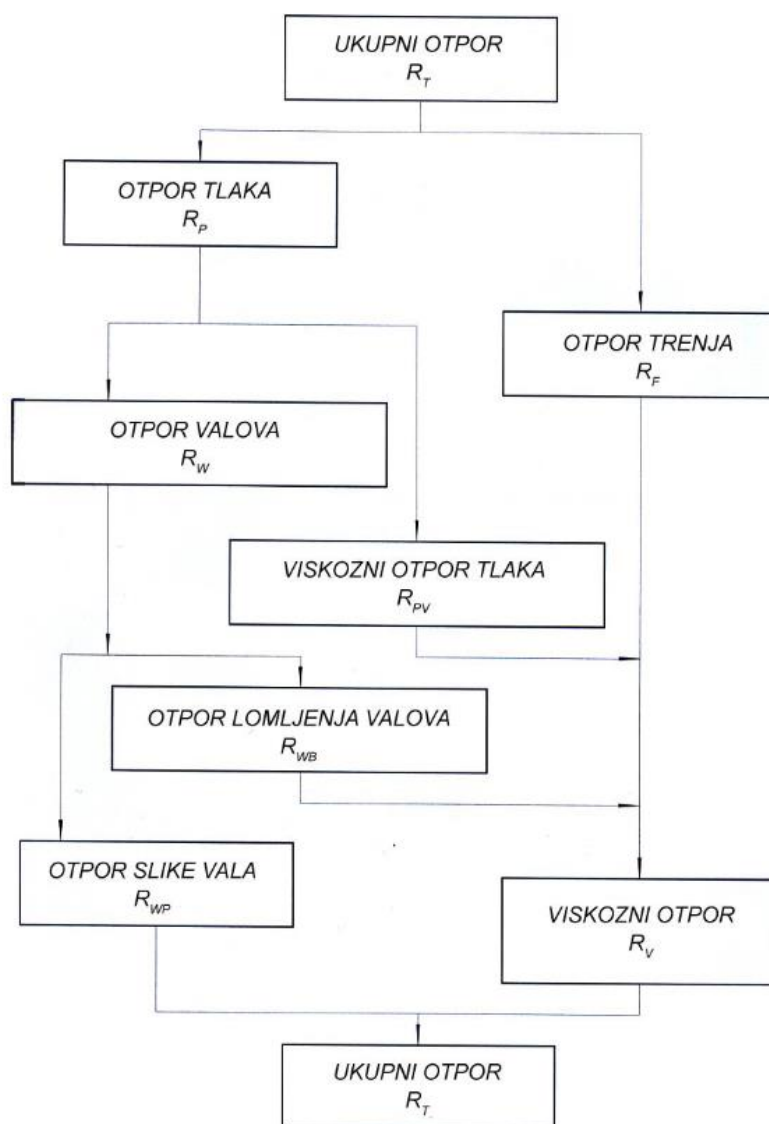 UKUPNI OTPOR
R_T
OTPOR TLAKA
R_P
OTPOR TRENJA
R_F
OTPOR VALOVA
R_W
VISKOZNI OTPOR TLAKA
R_PV
OTPOR LOMLJENJA VALOVA
R_WB
OTPOR SLIKE VALA
R_WP
VISKOZNI OTPOR
R_V
UKUPNI OTPOR
R_T